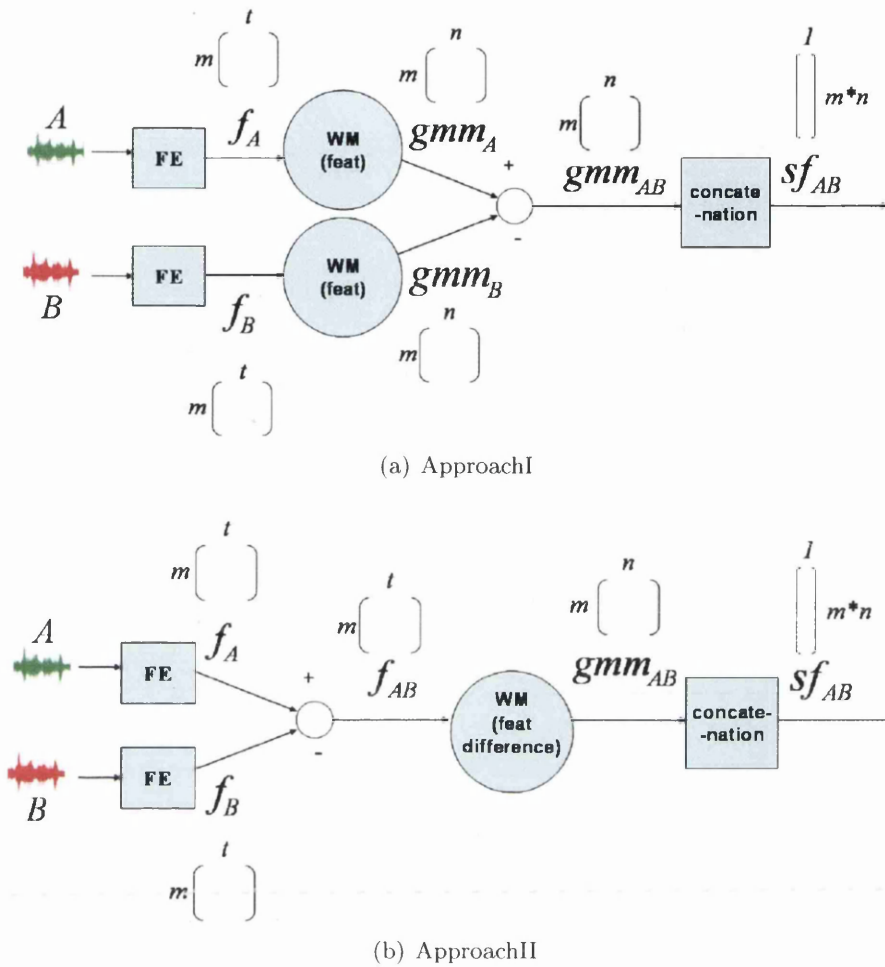 t
m
n
m
A
FE
f_A
WM
(feat)
gmm_A
+
-
n
m
gmm_AB
concate
-nation
1
m*n
sf_AB
B
FE
f_B
WM
(feat)
gmm_B
n
m
t
m
(a) ApproachI
t
m
A
FE
f_A
+
-
t
m
f_AB
WM
(feat
difference)
n
m
gmm_AB
concate-
-nation
1
m*n
sf_AB
B
FE
f_B
t
m
(b) ApproachII